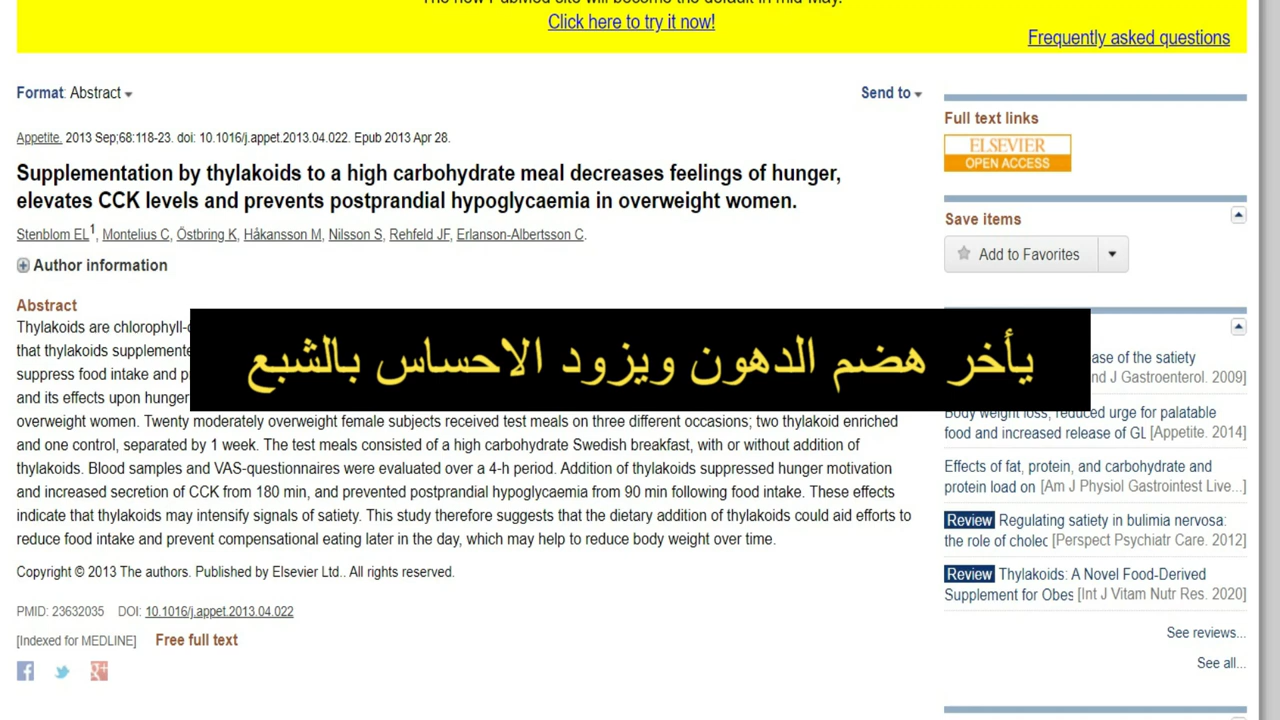 The new PubMed site will become the default in mid-May.
Click here to try it now!
Frequently asked questions
Format: Abstract
Send to
Appetite. 2013 Sep;68:118-23. doi: 10.1016/j.appet.2013.04.022. Epub 2013 Apr 28.
Supplementation by thylakoids to a high carbohydrate meal decreases feelings of hunger,
elevates CCK levels and prevents postprandial hypoglycaemia in overweight women.
Stenblom EL1, Montelius C, Östbring K, Håkansson M, Nilsson S, Rehfeld JF, Erlanson-Albertsson C.
Author information
Abstract
Thylakoids are chlorophyll-
that thylakoids supplemente
suppress food intake and p
and its effects upon hunger
يأخر هضم الدهون ويزود الاحساس بالشبع
overweight women. Twenty moderately overweight female subjects received test meals on three different occasions; two thylakoid enriched
and one control, separated by 1 week. The test meals consisted of a high carbohydrate Swedish breakfast, with or without addition of
thylakoids. Blood samples and VAS-questionnaires were evaluated over a 4-h period. Addition of thylakoids suppressed hunger motivation
and increased secretion of CCK from 180 min, and prevented postprandial hypoglycaemia from 90 min following food intake. These effects
indicate that thylakoids may intensify signals of satiety. This study therefore suggests that the dietary addition of thylakoids could aid efforts to
reduce food intake and prevent compensational eating later in the day, which may help to reduce body weight over time.
Copyright © 2013 The authors. Published by Elsevier Ltd.. All rights reserved.
PMID: 23632035 DOI: 10.1016/j.appet.2013.04.022
[Indexed for MEDLINE] Free full text
Full text links
ELSEVIER
OPEN ACCESS
Save items
Add to Favorites
ase of the satiety
nd J Gastroenterol. 2009]
Body weight loss, reduced urge for palatable
food and increased release of GL [Appetite. 2014]
Effects of fat, protein, and carbohydrate and
protein load on [Am J Physiol Gastrointest Live...]
Review Regulating satiety in bulimia nervosa:
the role of cholec [Perspect Psychiatr Care. 2012]
Review Thylakoids: A Novel Food-Derived
Supplement for Obes [Int J Vitam Nutr Res. 2020]
See reviews...
See all...